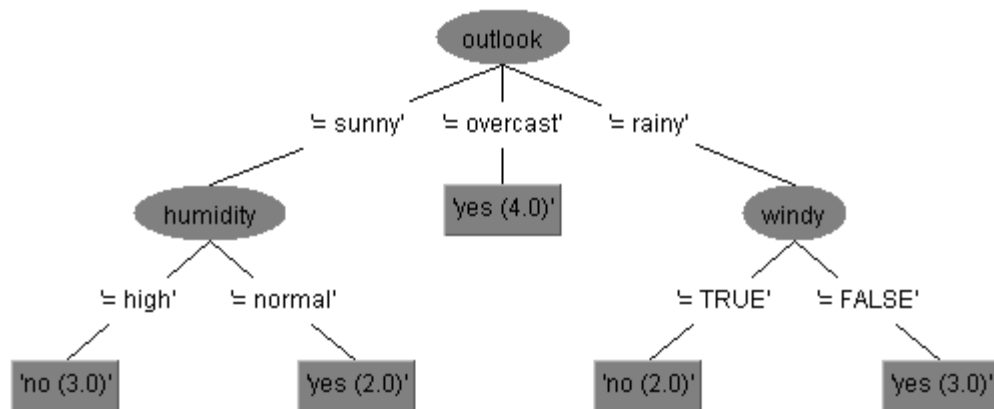 outlook
'= sunny' '= overcast' '= rainy'
humidity 'yes (4.0)' windy
'= high' '= normal' '= TRUE' '= FALSE'
'no (3.0)' 'yes (2.0)' 'no (2.0)' 'yes (3.0)'